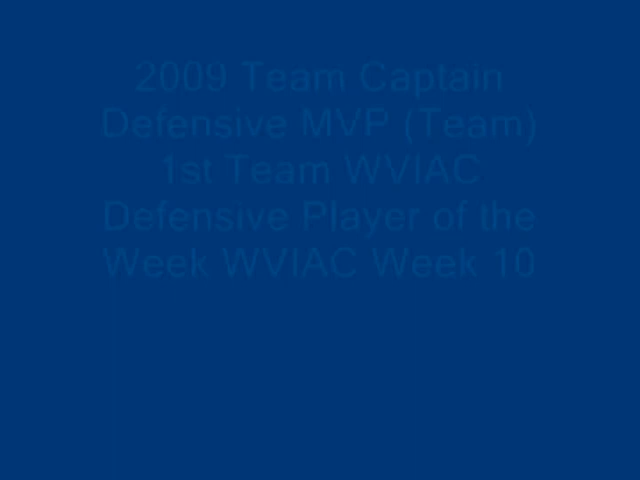 2009 Team Captain
Defensive MVP (Team)
1st Team WVIAC
Defensive Player of the
Week WVIAC Week 10